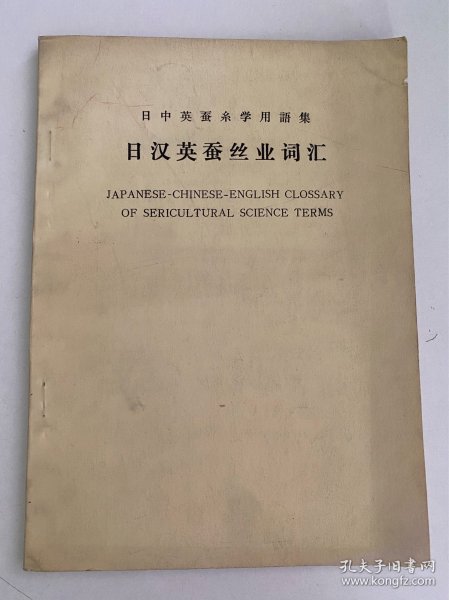 日中英蚕糸学用語集
日汉英蚕丝业词汇
JAPANESE-CHINESE-ENGLISH CLOSSARY
OF SERICULTURAL SCIENCE TERMS
孔夫子旧书网
www.kongfz.com